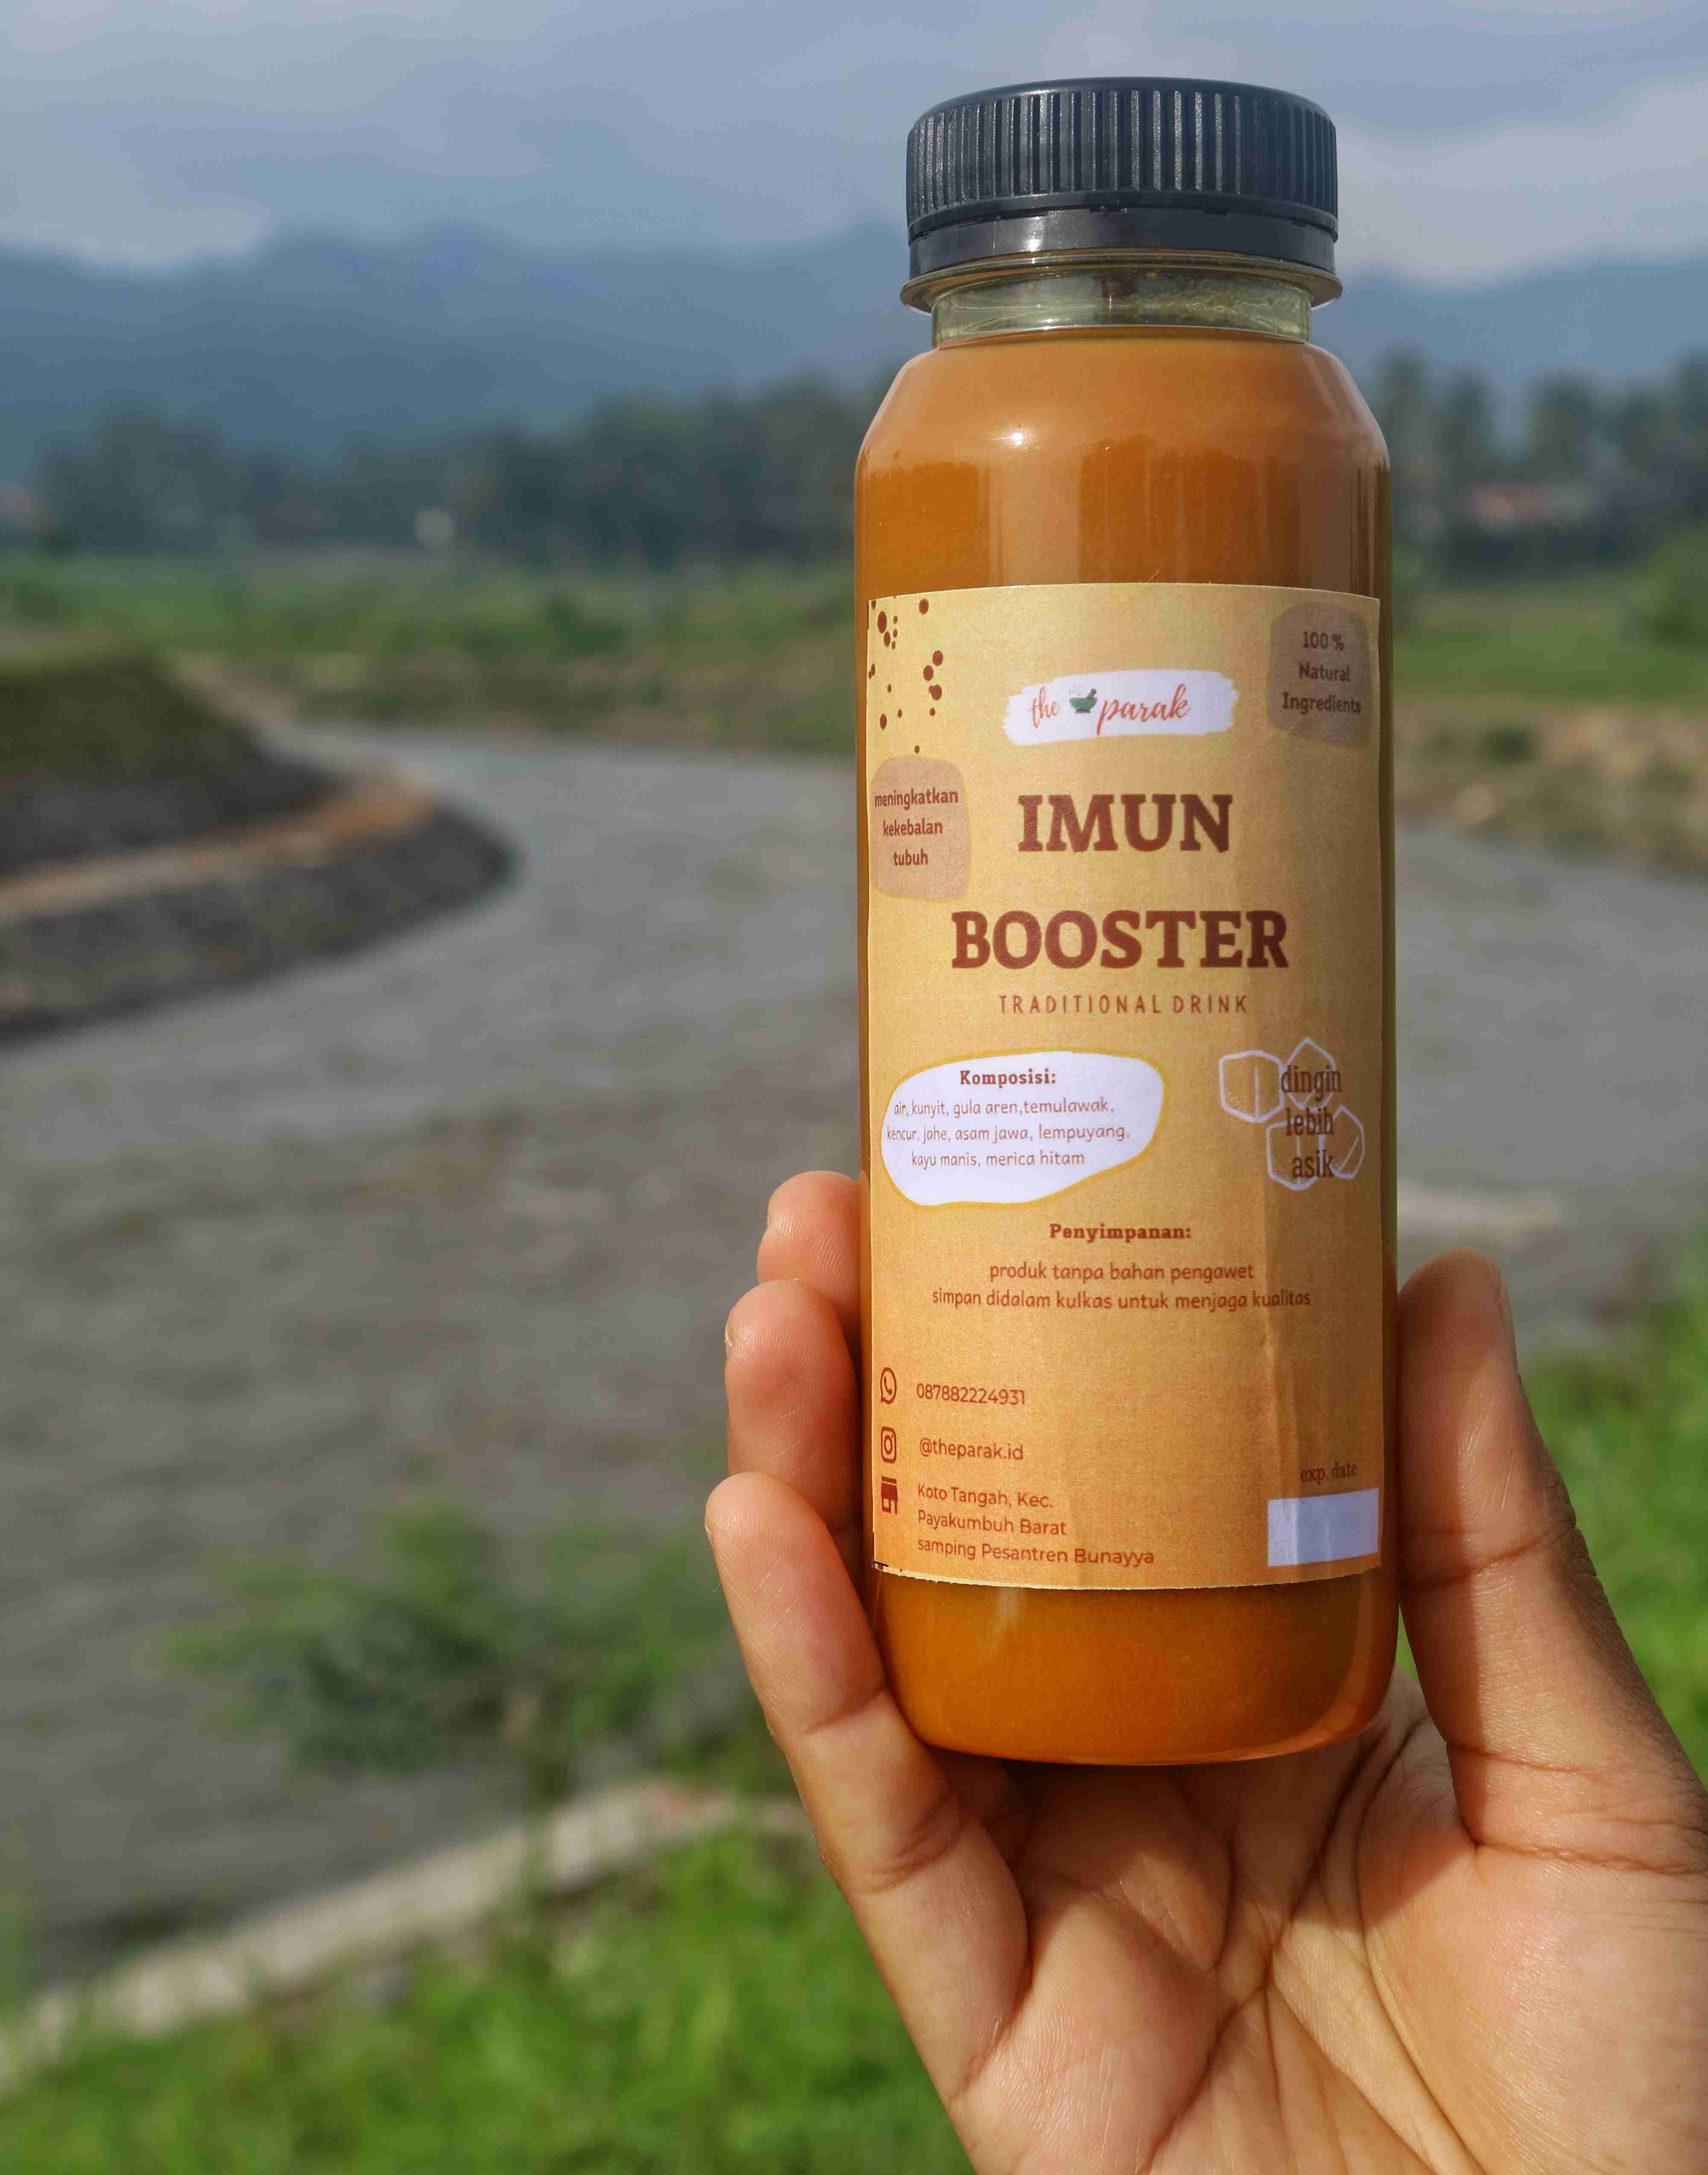 100 %
Natural
Ingredients
the parak
meningkatkan
kekebalan
tubuh
IMUN
BOOSTER
TRADITIONAL DRINK
Komposisi:
air, kunyit, gula aren,temulawak,
kencur, jahe, asam jawa, lempuyang,
kayu manis, merica hitam
dingin
lebih
asik
Penyimpanan:
produk tanpa bahan pengawet
simpan didalam kulkas untuk menjaga kualitas
087882224931
@theparak.id
Koto Tangah, Kec.
Payakumbuh Barat
samping Pesantren Bunayya
exp. date